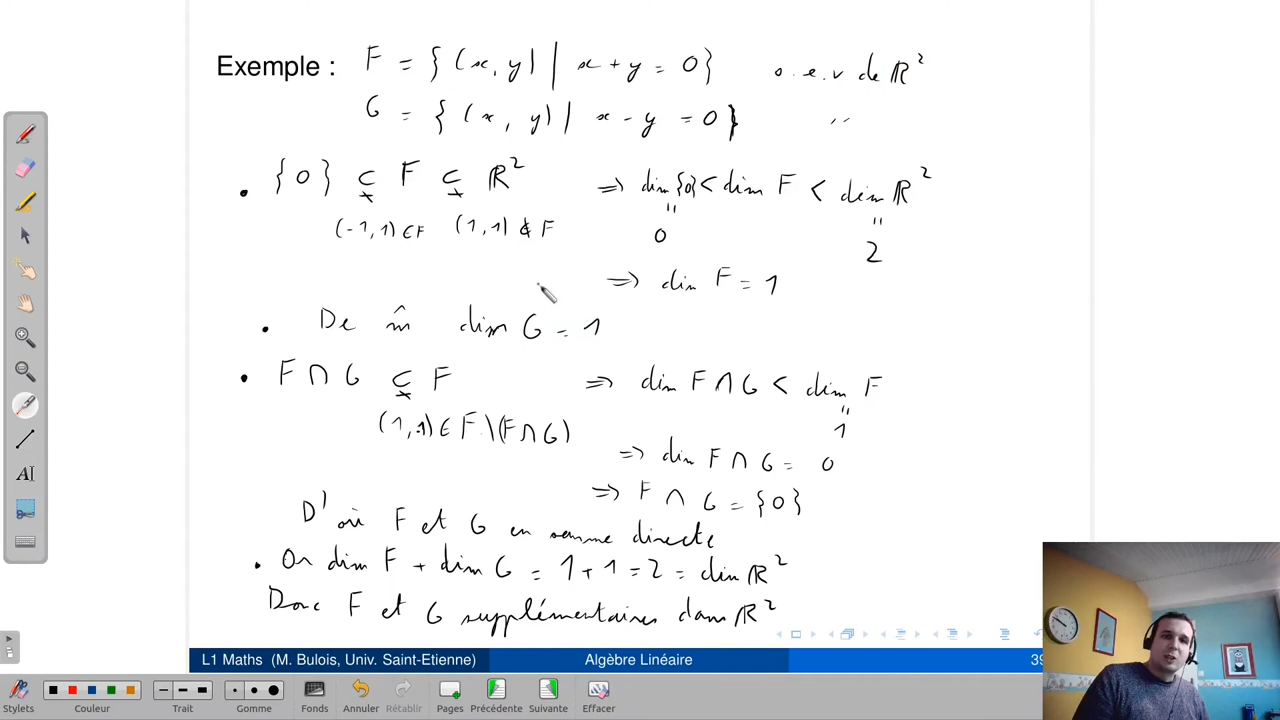 Exemple : F = { (x, y) | x + y = 0 } s.e.v de ℝ²
G = { (x, y) | x - y = 0 } "
• {0} ⊊ F ⊊ ℝ² ⇒ dim {0} < dim F < dim ℝ²
(-1, 1) ∈ F (1, 1) ∉ F " "
0 2
⇒ dim F = 1
• De m̂ dim G = 1
• F ∩ G ⊊ F ⇒ dim F ∩ G < dim F
"
(1, 1) ∈ F \ (F ∩ G) 1
⇒ dim F ∩ G = 0
⇒ F ∩ G = {0}
D'où F et G en somme directe
• Or dim F + dim G = 1 + 1 = 2 = dim ℝ²
Donc F et G supplémentaires dans ℝ²
L1 Maths (M. Bulois, Univ. Saint-Etienne) Algèbre Linéaire 39
Stylets Couleur Trait Gomme Fonds Annuler Rétablir Pages Précédente Suivante Effacer